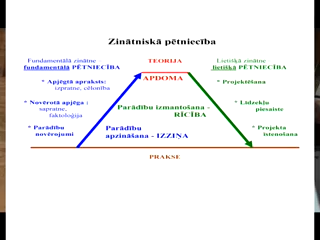 Zinātniskā pētniecība
Fundamentālā zinātne
fundamentālā PĒTNIECĪBA
TEORIJA
Lietišķā zinātne
lietišķā PĒTNIECĪBA
* Apjēgtā apraksts:
izpratne, cēlonība
APDOMA
* Projektēšana
* Novērotā apjēga :
sapratne,
faktoloģija
Parādību izmantošana -
RĪCĪBA
* Līdzekļu
piesaiste
* Parādību
novērojumi
Parādību
apzināšana - IZZIŅA
* Projekta
īstenošana
PRAKSE